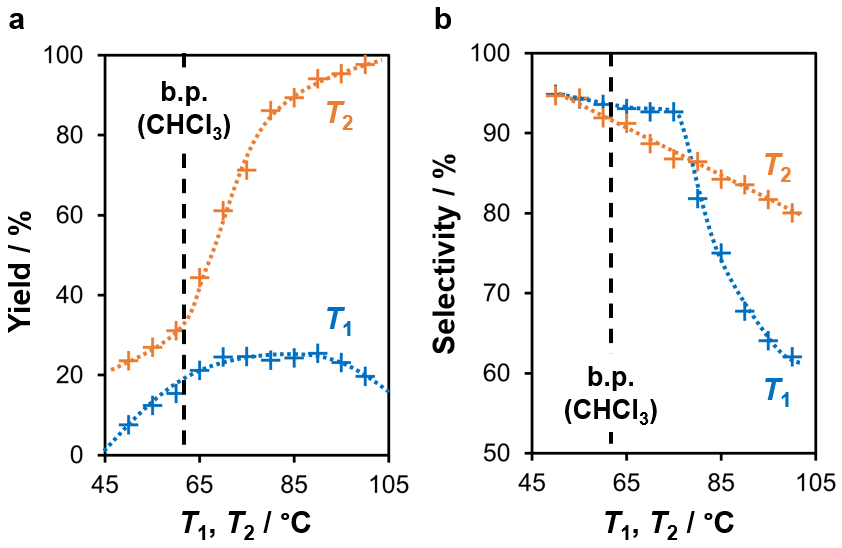 a
100
80
60
40
20
0
Yield / %
b.p.
(CHCl₃)
T₂
T₁
45
65
85
105
T₁, T₂ / °C
b
100
90
80
70
60
50
Selectivity / %
T₂
b.p.
(CHCl₃)
T₁
45
65
85
105
T₁, T₂ / °C